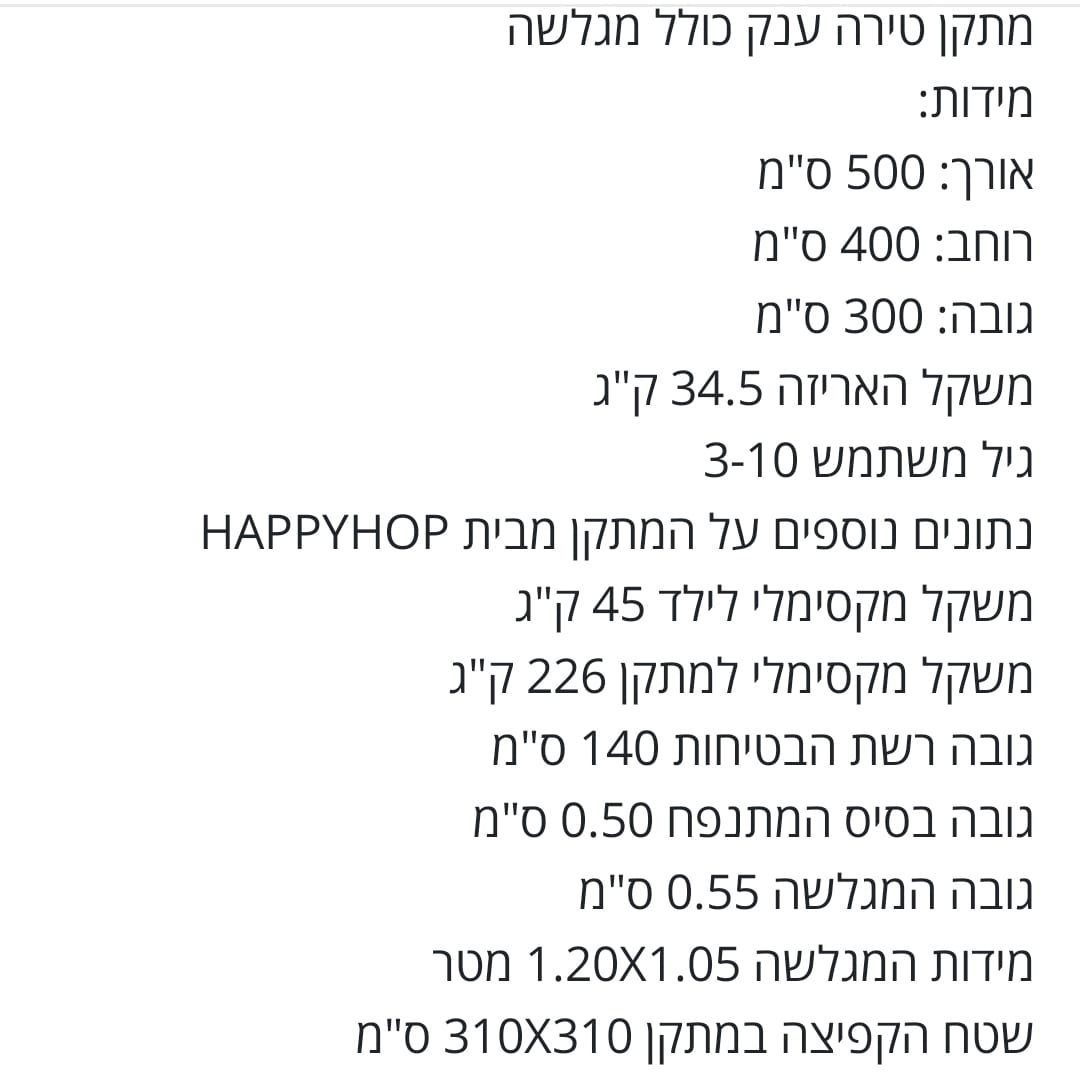 מתקן טירה ענק כולל מגלשה
מידות:
אורך: 500 ס"מ
רוחב: 400 ס"מ
גובה: 300 ס"מ
משקל האריזה 34.5 ק"ג
גיל משתמש 3-10
נתונים נוספים על המתקן מבית HAPPYHOP
משקל מקסימלי לילד 45 ק"ג
משקל מקסימלי למתקן 226 ק"ג
גובה רשת הבטיחות 140 ס"מ
גובה בסיס המתנפח 0.50 ס"מ
גובה המגלשה 0.55 ס"מ
מידות המגלשה 1.20X1.05 מטר
שטח הקפיצה במתקן 310X310 ס"מ